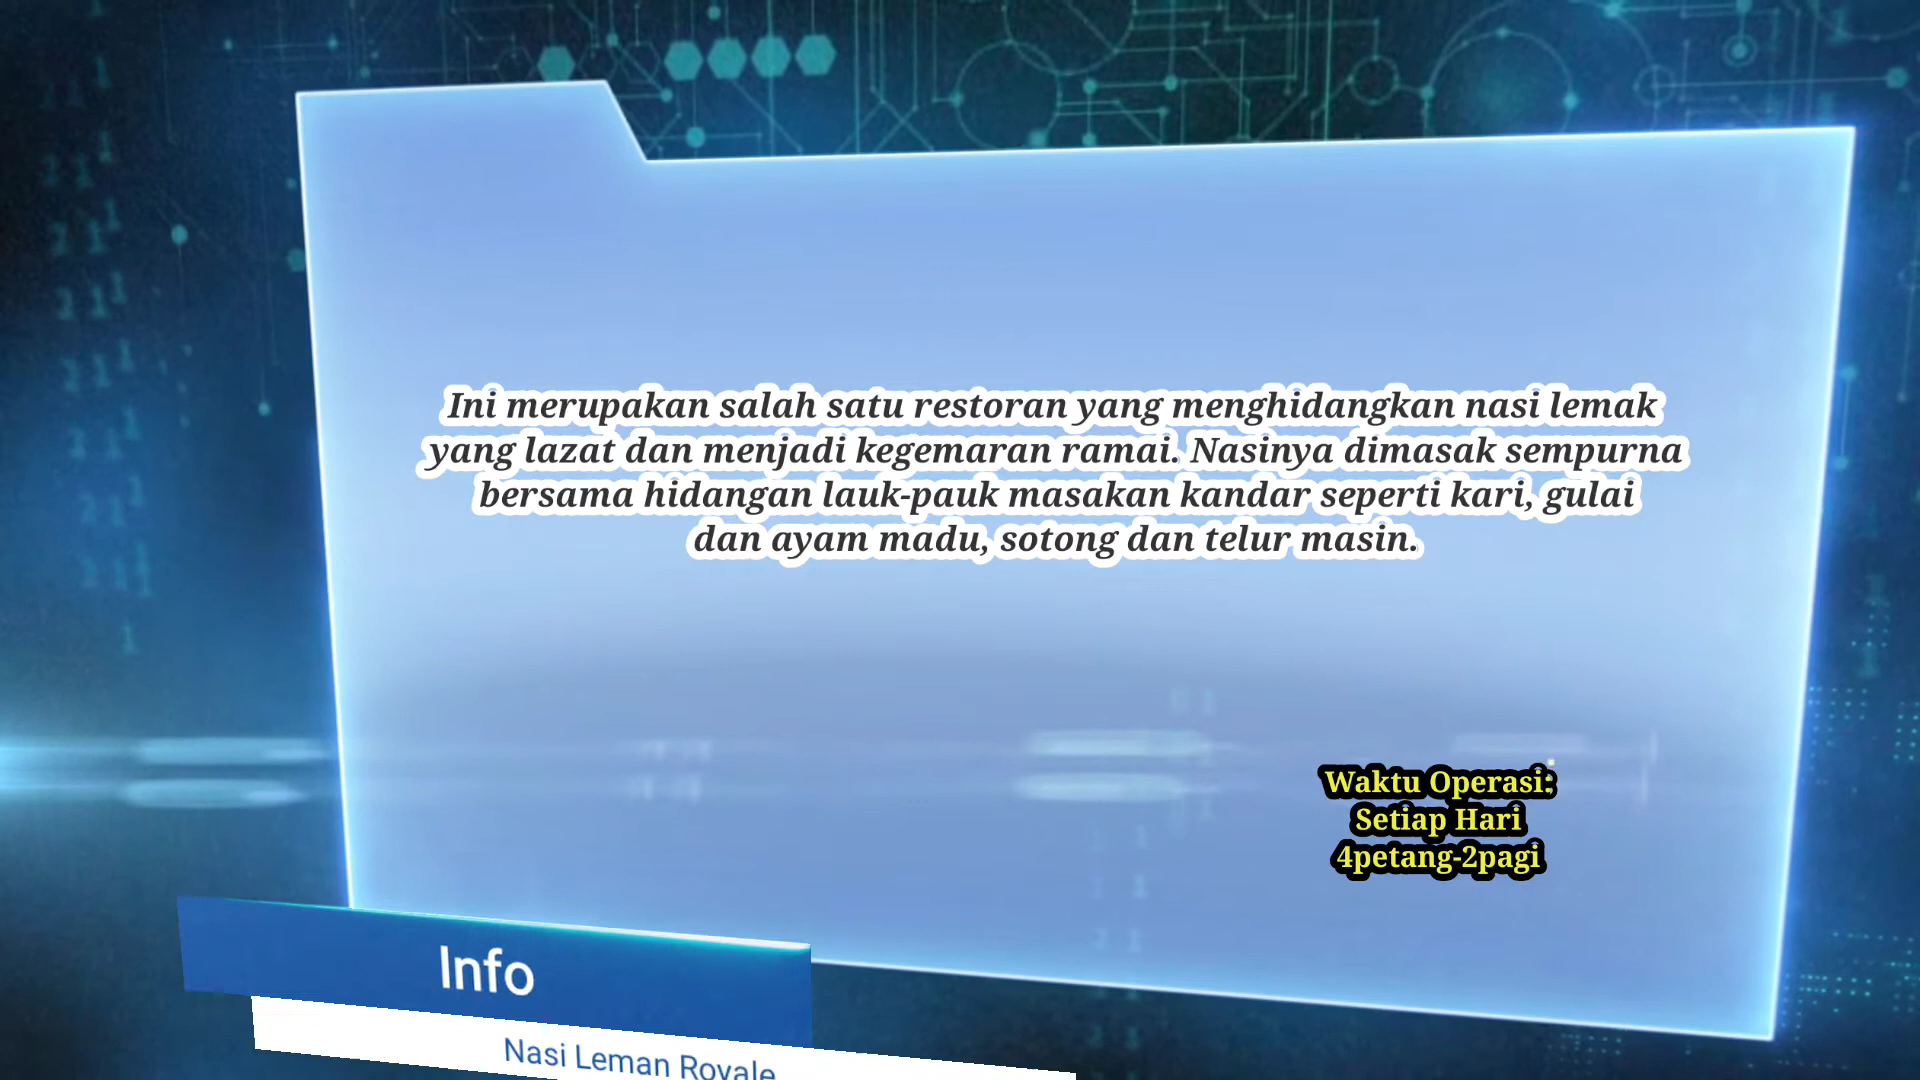 Ini merupakan salah satu restoran yang menghidangkan nasi lemak
yang lazat dan menjadi kegemaran ramai. Nasinya dimasak sempurna
bersama hidangan lauk-pauk masakan kandar seperti kari, gulai
dan ayam madu, sotong dan telur masin.
Waktu Operasi:
Setiap Hari
4petang-2pagi
Info
Nasi Leman Royale